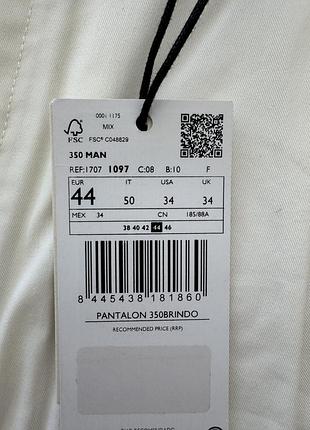 0001 1175
MIX
FSC
FSC® C048829
350 MAN
REF:1707 1097 C:08 B:10 F
EUR IT USA UK
44 50 34 34
MEX 34 CN 185/88A
38 40 42 44 46
8 445438 181860
PANTALON 350BRINDO
RECOMMENDED PRICE (RRP)